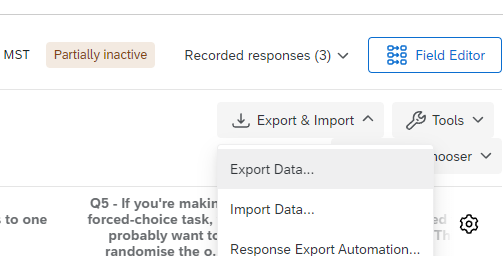 MST Partially inactive Recorded responses (3) Field Editor
Export & Import Tools
hooser
Export Data...
Import Data...
Response Export Automation...
s to one
Q5 - If you're makin
forced-choice task,
probably want to
randomise the o...
ed
Th